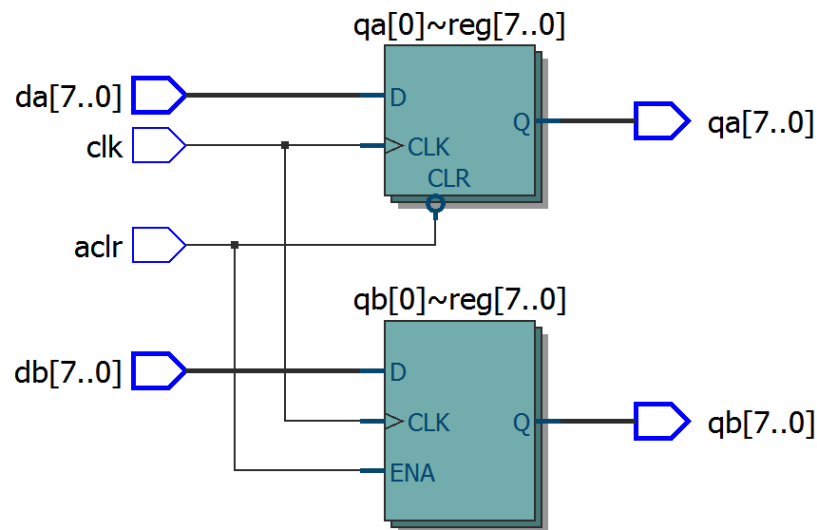 qa[0]~reg[7..0]
da[7..0]
D
Q
qa[7..0]
clk
CLK
CLR
aclr
qb[0]~reg[7..0]
db[7..0]
D
CLK
Q
qb[7..0]
ENA